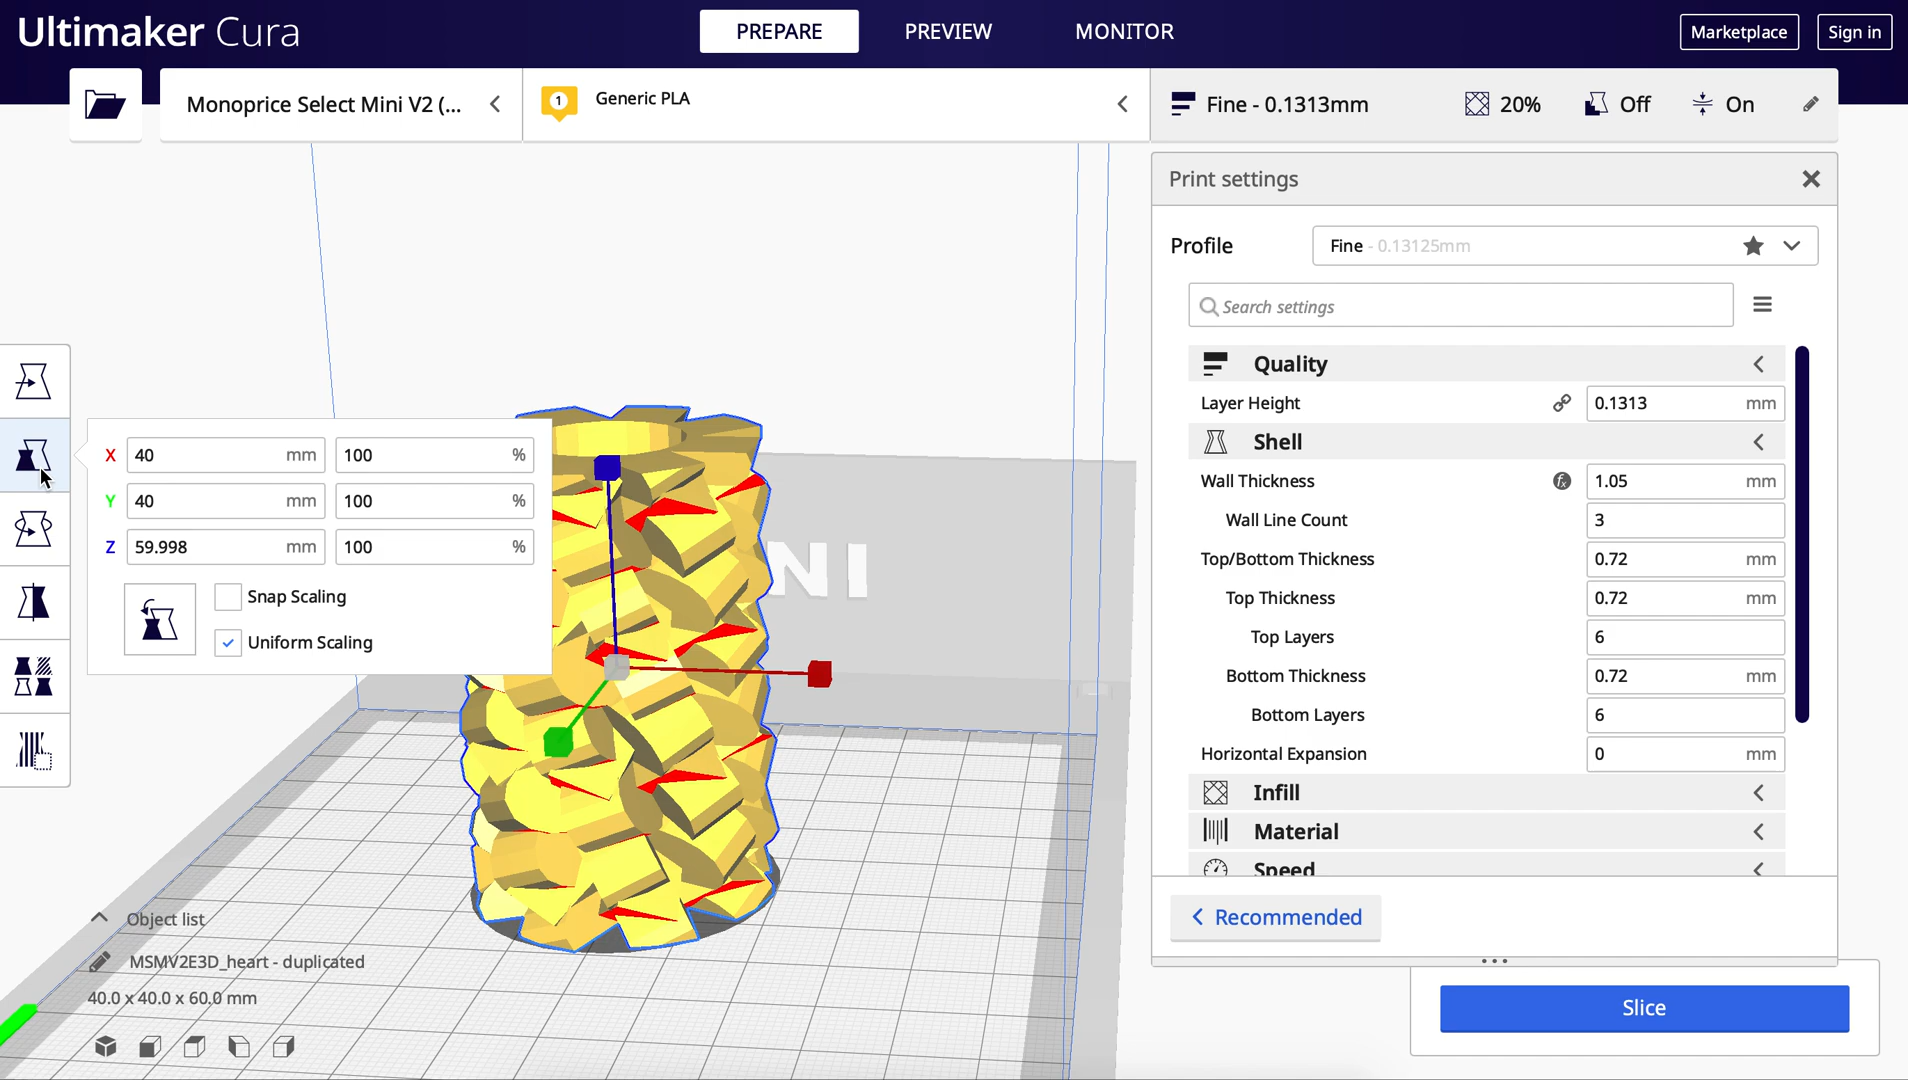 Ultimaker Cura
PREPARE
PREVIEW
MONITOR
Marketplace
Sign in
Monoprice Select Mini V2 (...
1
Generic PLA
Fine - 0.1313mm
20%
Off
On
Print settings
Profile
Fine - 0.13125mm
Search settings
Quality
Layer Height
0.1313 mm
Shell
Wall Thickness
1.05 mm
Wall Line Count
3
Top/Bottom Thickness
0.72 mm
Top Thickness
0.72 mm
Top Layers
6
Bottom Thickness
0.72 mm
Bottom Layers
6
Horizontal Expansion
0 mm
Infill
Material
Speed
Recommended
Slice
X 40 mm 100 %
Y 40 mm 100 %
Z 59.998 mm 100 %
Snap Scaling
Uniform Scaling
NI
Object list
MSMV2E3D_heart - duplicated
40.0 x 40.0 x 60.0 mm